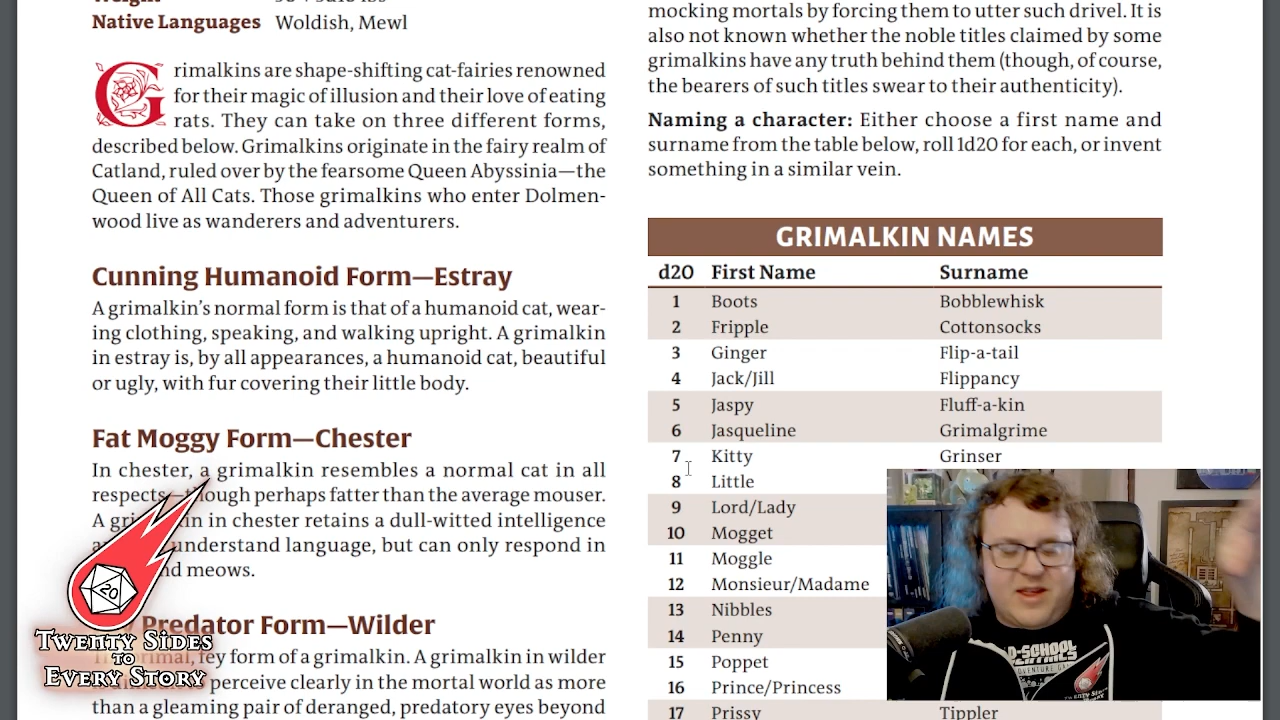 Native Languages Woldish, Mewl
Grimalkins are shape-shifting cat-fairies renowned
for their magic of illusion and their love of eating
rats. They can take on three different forms,
described below. Grimalkins originate in the fairy realm of
Catland, ruled over by the fearsome Queen Abyssinia—the
Queen of All Cats. Those grimalkins who enter Dolmen-
wood live as wanderers and adventurers.
Cunning Humanoid Form—Estray
A grimalkin’s normal form is that of a humanoid cat, wear-
ing clothing, speaking, and walking upright. A grimalkin
in estray is, by all appearances, a humanoid cat, beautiful
or ugly, with fur covering their little body.
Fat Moggy Form—Chester
In chester, a grimalkin resembles a normal cat in all
respects—though perhaps fatter than the average mouser.
A grimalkin in chester retains a dull-witted intelligence
understand language, but can only respond in
and meows.
Predator Form—Wilder
The primal, fey form of a grimalkin. A grimalkin in wilder
perceive clearly in the mortal world as more
than a gleaming pair of deranged, predatory eyes beyond
mocking mortals by forcing them to utter such drivel. It is
also not known whether the noble titles claimed by some
grimalkins have any truth behind them (though, of course,
the bearers of such titles swear to their authenticity).
Naming a character: Either choose a first name and
surname from the table below, roll 1d20 for each, or invent
something in a similar vein.
GRIMALKIN NAMES
d20 First Name Surname
1 Boots Bobblewhisk
2 Fripple Cottonsocks
3 Ginger Flip-a-tail
4 Jack/Jill Flippancy
5 Jaspy Fluff-a-kin
6 Jasqueline Grimalgrime
7 Kitty Grinser
8 Little
9 Lord/Lady
10 Mogget
11 Moggle
12 Monsieur/Madame
13 Nibbles
14 Penny
15 Poppet
16 Prince/Princess
17 Prissy Tippler
20
TWENTY SIDES
TO
EVERY STORY